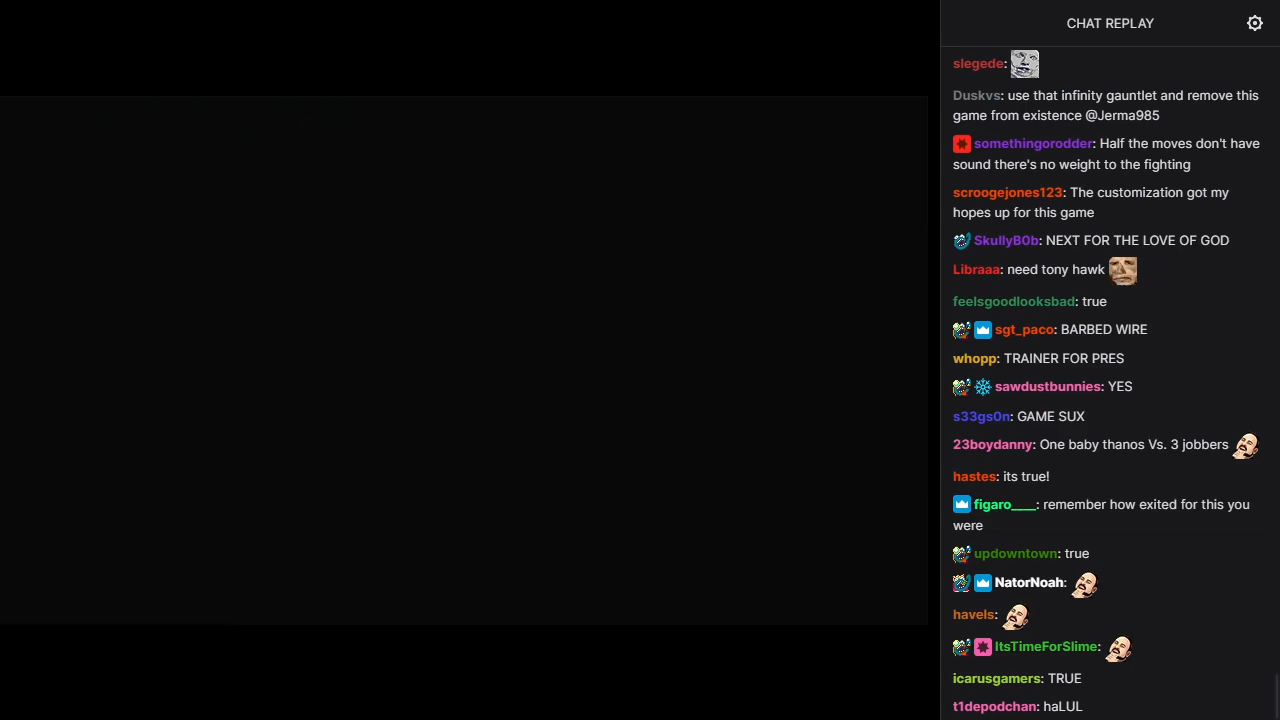 CHAT REPLAY
slegede:
Duskvs: use that infinity gauntlet and remove this
game from existence @Jerma985
somethingorodder: Half the moves don't have
sound there's no weight to the fighting
scroogejones123: The customization got my
hopes up for this game
SkullyB0b: NEXT FOR THE LOVE OF GOD
Libraaa: need tony hawk
feelsgoodlooksbad: true
sgt_paco: BARBED WIRE
whopp: TRAINER FOR PRES
sawdustbunnies: YES
s33gs0n: GAME SUX
23boydanny: One baby thanos Vs. 3 jobbers
hastes: its true!
figaro____: remember how exited for this you
were
updowntown: true
NatorNoah:
havels:
ItsTimeForSlime:
icarusgamers: TRUE
t1depodchan: haLUL